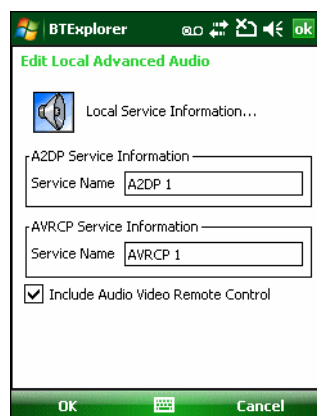 BTExplorer ok
Edit Local Advanced Audio
Local Service Information...
A2DP Service Information
Service Name A2DP 1
AVRCP Service Information
Service Name AVRCP 1
Include Audio Video Remote Control
OK Cancel